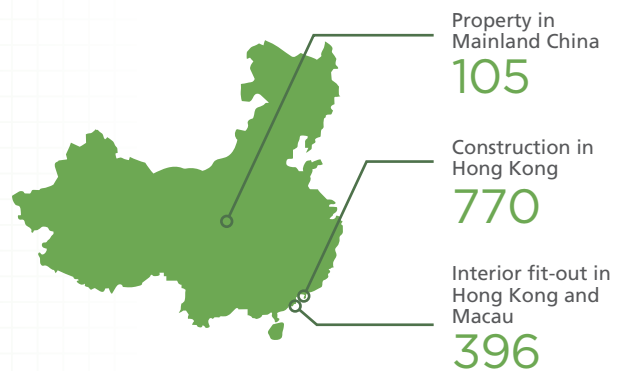 Property in
Mainland China
105
Construction in
Hong Kong
770
Interior fit-out in
Hong Kong and
Macau
396